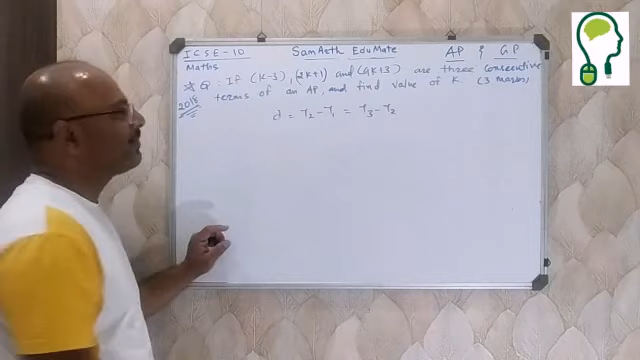 ICSE-10 SamArth EduMate AP & GP
Maths
Q: If (K-3), (2K+1) and (4K+3) are three consecutive
2018 terms of an AP, and find value of K. (3 marks)
d = T₂ - T₁ = T₃ - T₂